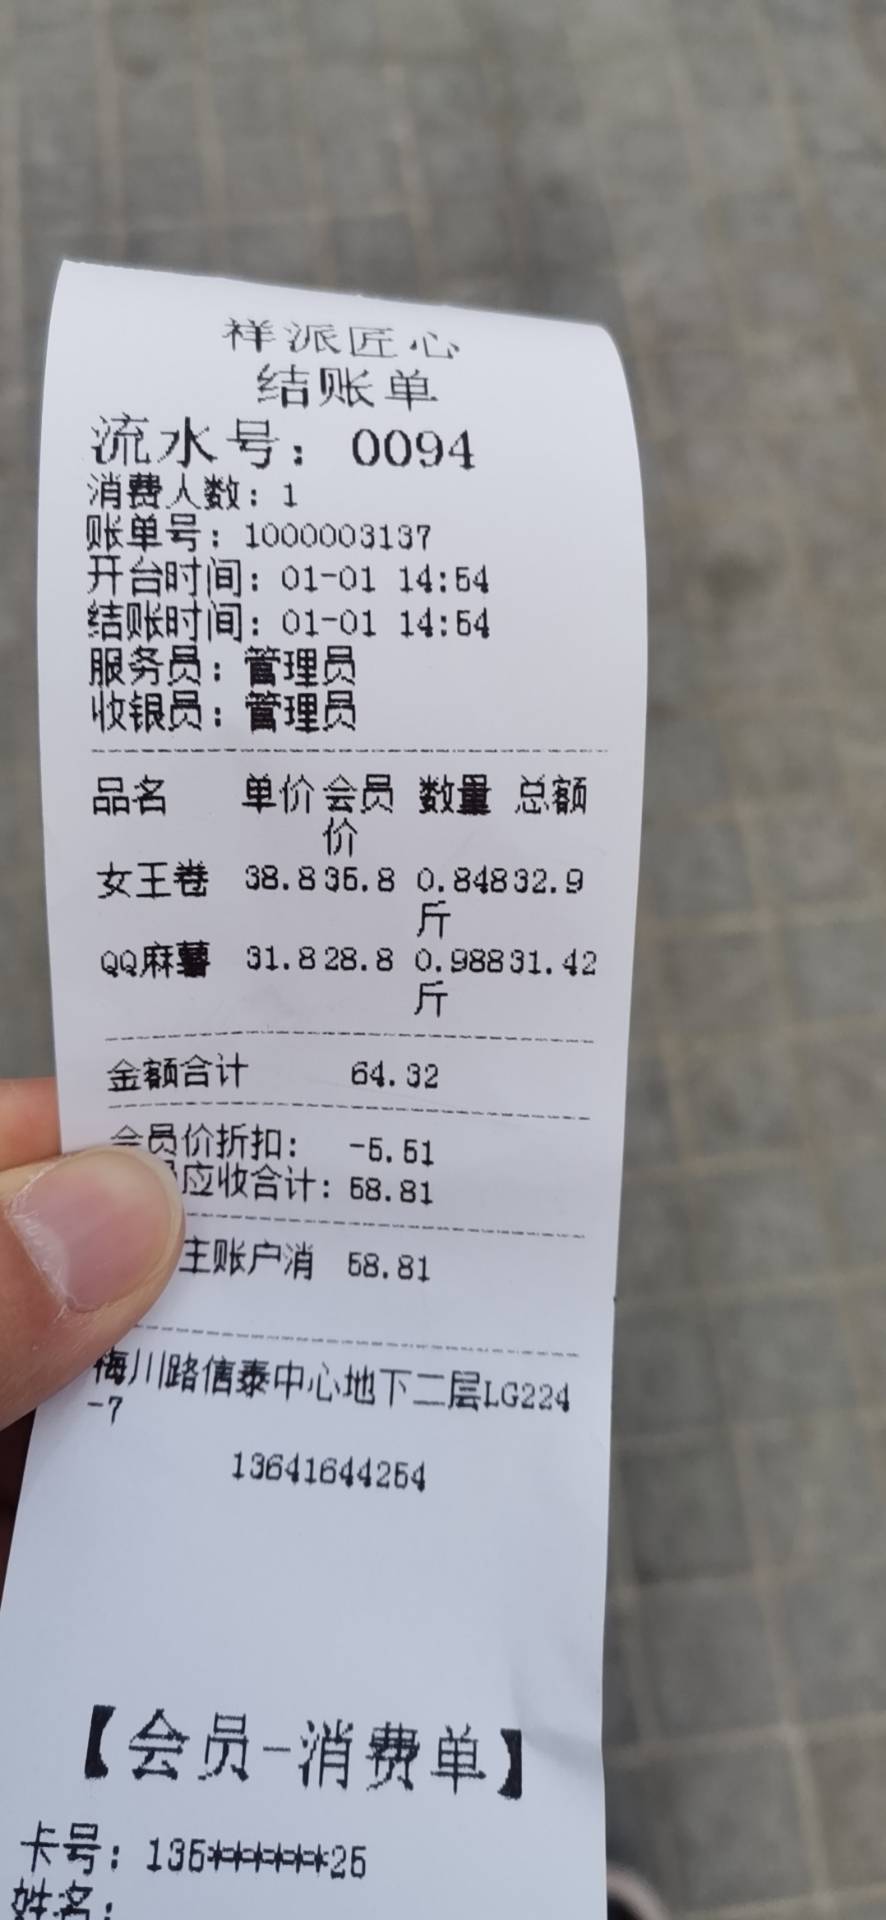 祥派匠心
结账单
流水号：0094
消费人数：1
账单号：1000003137
开台时间：01-01 14:54
结账时间：01-01 14:54
服务员：管理员
收银员：管理员
品名 单价 会员 数量 总额
价
女王卷 38.8 35.8 0.848 32.9
斤
QQ麻薯 31.8 28.8 0.988 31.42
斤
金额合计 64.32
会员价折扣：-5.51
员应收合计：58.81
主账户消 58.81
梅川路信泰中心地下二层LG224
-7
13641644254
【会员-消费单】
卡号：135*******25
姓名：